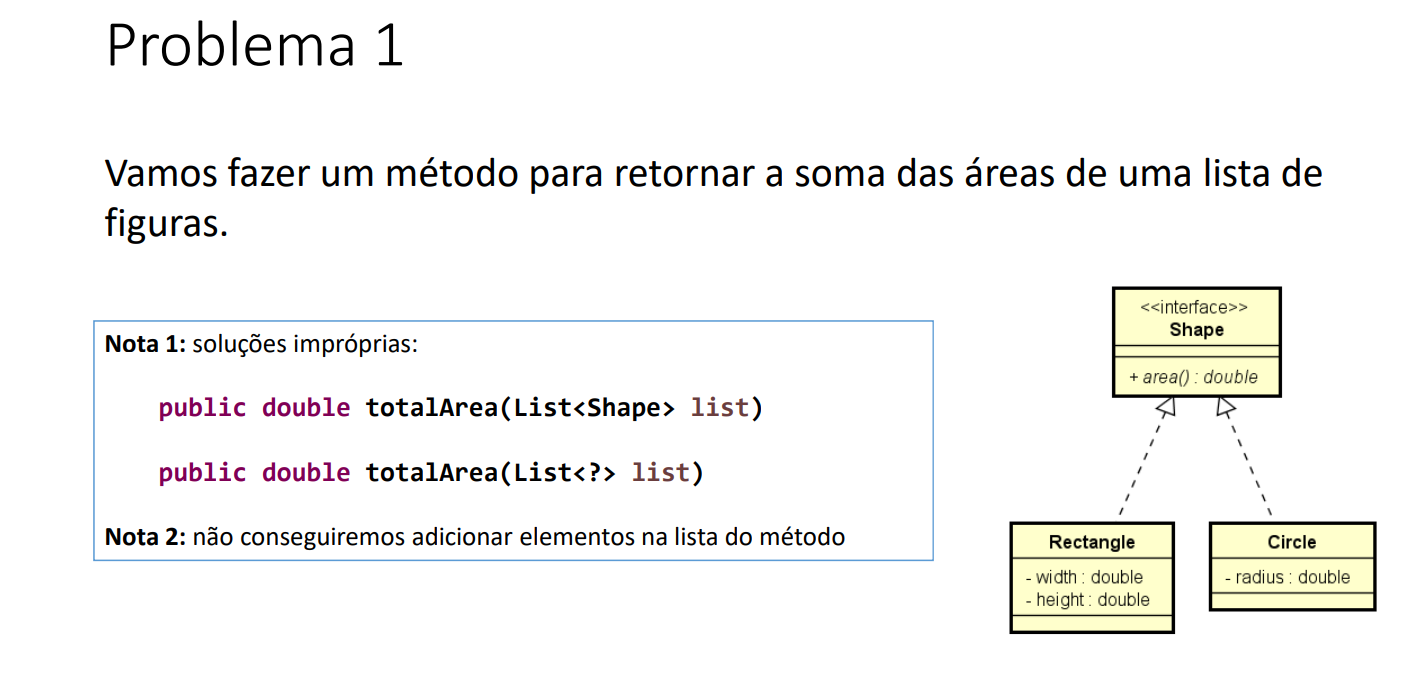 Problema 1
Vamos fazer um método para retornar a soma das áreas de uma lista de
figuras.
Nota 1: soluções impróprias:
public double totalArea(List<Shape> list)
public double totalArea(List<?> list)
Nota 2: não conseguiremos adicionar elementos na lista do método
<<interface>>
Shape
+ area() : double
Rectangle
- width : double
- height : double
Circle
- radius : double